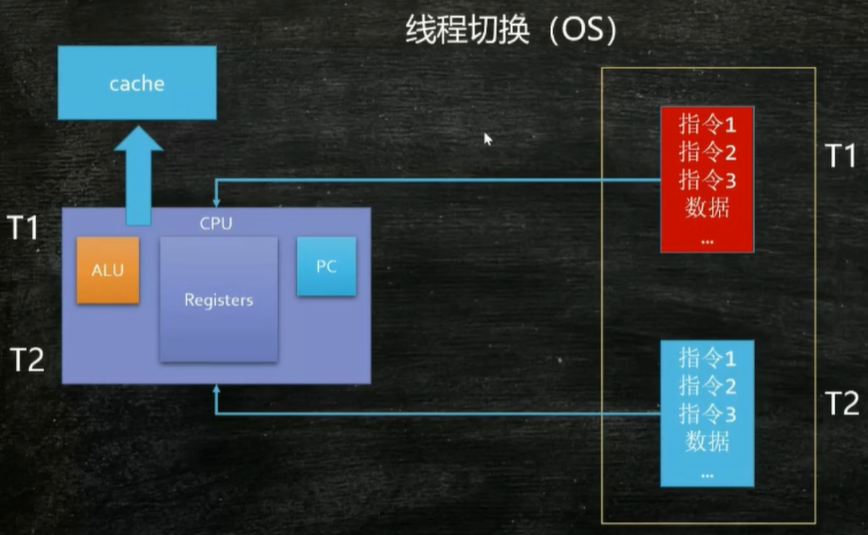 线程切换（OS）
cache
T1
CPU
ALU
Registers
PC
T2
指令1
指令2
指令3
数据
...
T1
指令1
指令2
指令3
数据
...
T2